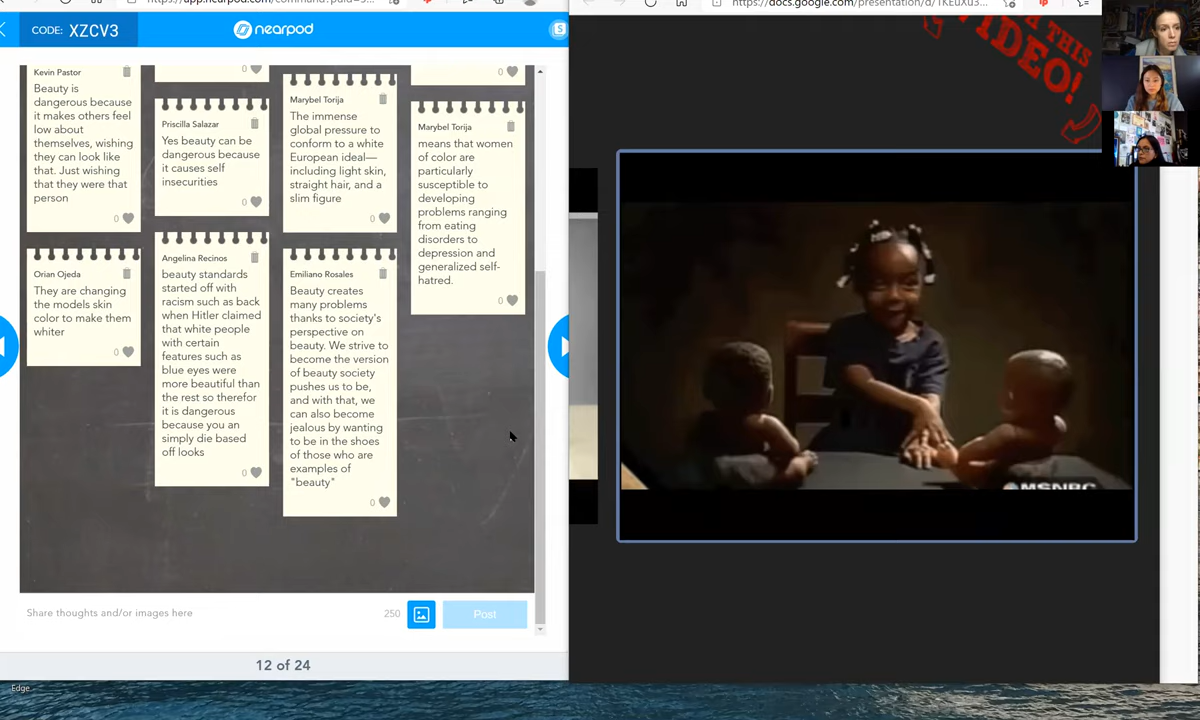 CODE: XZCV3
nearpod
Kevin Pastor
Beauty is
dangerous because
it makes others feel
low about
themselves, wishing
they can look like
that. Just wishing
that they were that
person
0
Orian Ojeda
They are changing
the models skin
color to make them
whiter
0
0
Priscilla Salazar
Yes beauty can be
dangerous because
it causes self
insecurities
0
Angelina Recinos
beauty standards
started off with
racism such as back
when Hitler claimed
that white people
with certain
features such as
blue eyes were
more beautiful than
the rest so therefor
it is dangerous
because you an
simply die based
off looks
0
Marybel Torija
The immense
global pressure to
conform to a white
European ideal—
including light skin,
straight hair, and a
slim figure
0
Emiliano Rosales
Beauty creates
many problems
thanks to society's
perspective on
beauty. We strive to
become the version
of beauty society
pushes us to be,
and with that, we
can also become
jealous by wanting
to be in the shoes
of those who are
examples of
"beauty"
0
0
Marybel Torija
means that women
of color are
particularly
susceptible to
developing
problems ranging
from eating
disorders to
depression and
generalized self-
hatred.
0
Share thoughts and/or images here
250
Post
12 of 24
Edge
https://docs.google.com/presentation/d/1KEuXu3...
THIS
VIDEO!
MSNBC